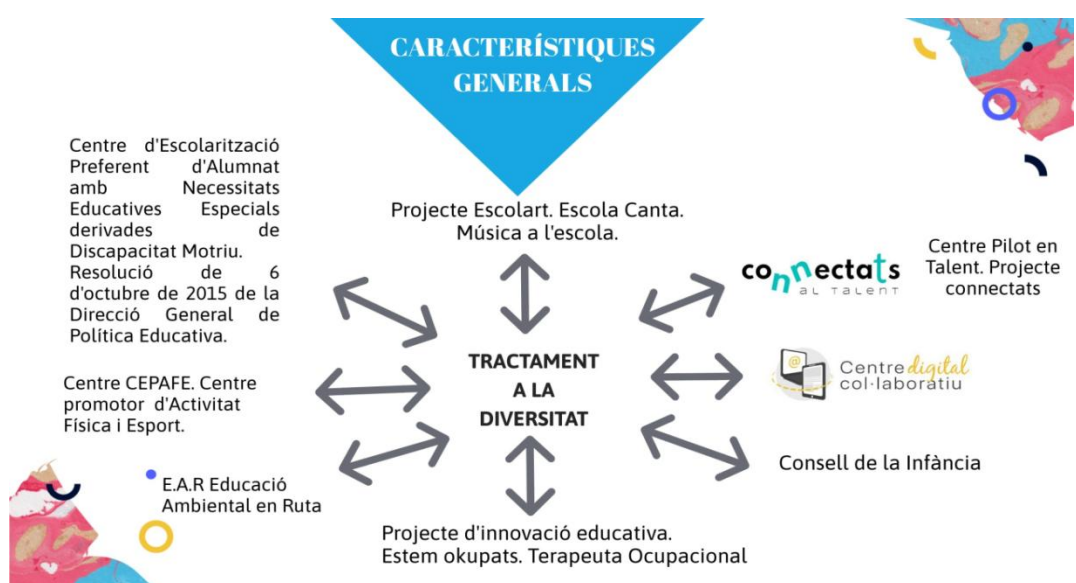 CARACTERÍSTIQUES
GENERALS
Centre d'Escolarització
Preferent d'Alumnat
amb Necessitats
Educatives Especials
derivades de
Discapacitat Motriu.
Resolució de 6
d'octubre de 2015 de la
Direcció General de
Política Educativa.
Projecte Escolart. Escola Canta.
Música a l'escola.
connectats
AL TALENT
Centre Pilot en
Talent. Projecte
connectats
TRACTAMENT
A LA
DIVERSITAT
Centre CEPAFE. Centre
promotor d'Activitat
Física i Esport.
@
Centre digital
col·laboratiu
E.A.R Educació
Ambiental en Ruta
Consell de la Infància
Projecte d'innovació educativa.
Estem okupats. Terapeuta Ocupacional